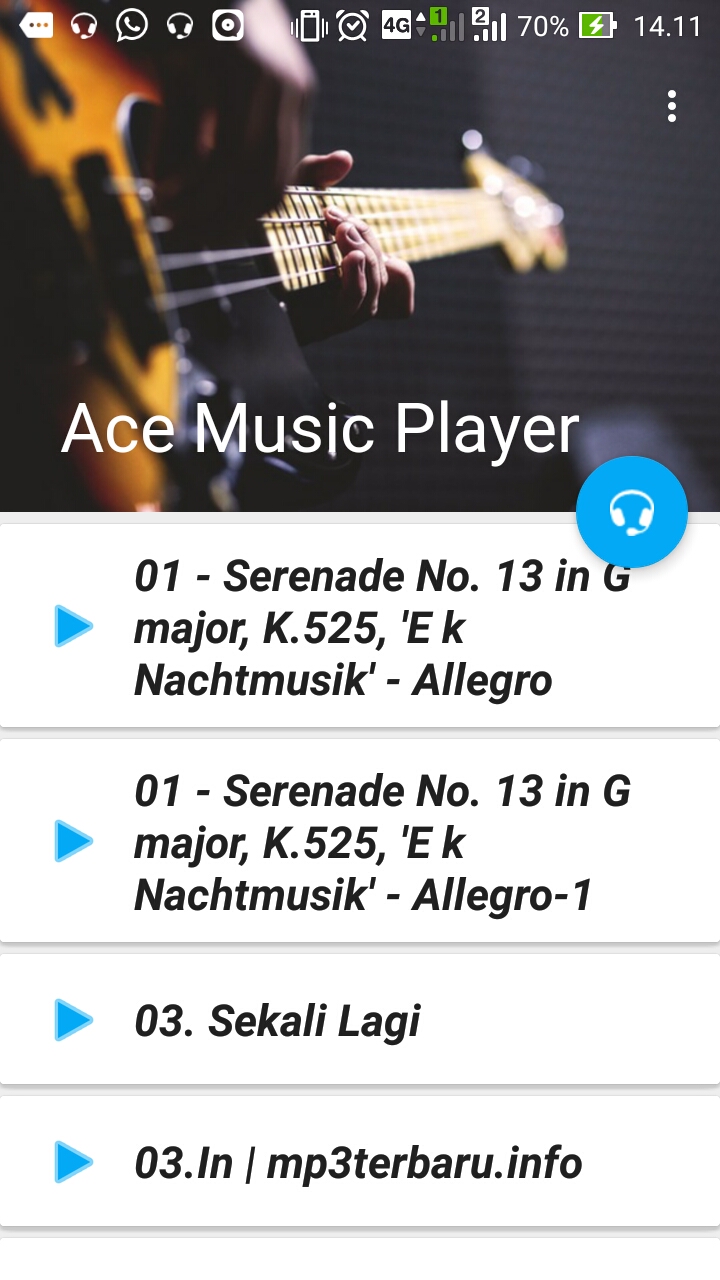 4G 1 2 70% 14.11
Ace Music Player
01 - Serenade No. 13 in G
major, K.525, 'E k
Nachtmusik' - Allegro
01 - Serenade No. 13 in G
major, K.525, 'E k
Nachtmusik' - Allegro-1
03. Sekali Lagi
03.In | mp3terbaru.info